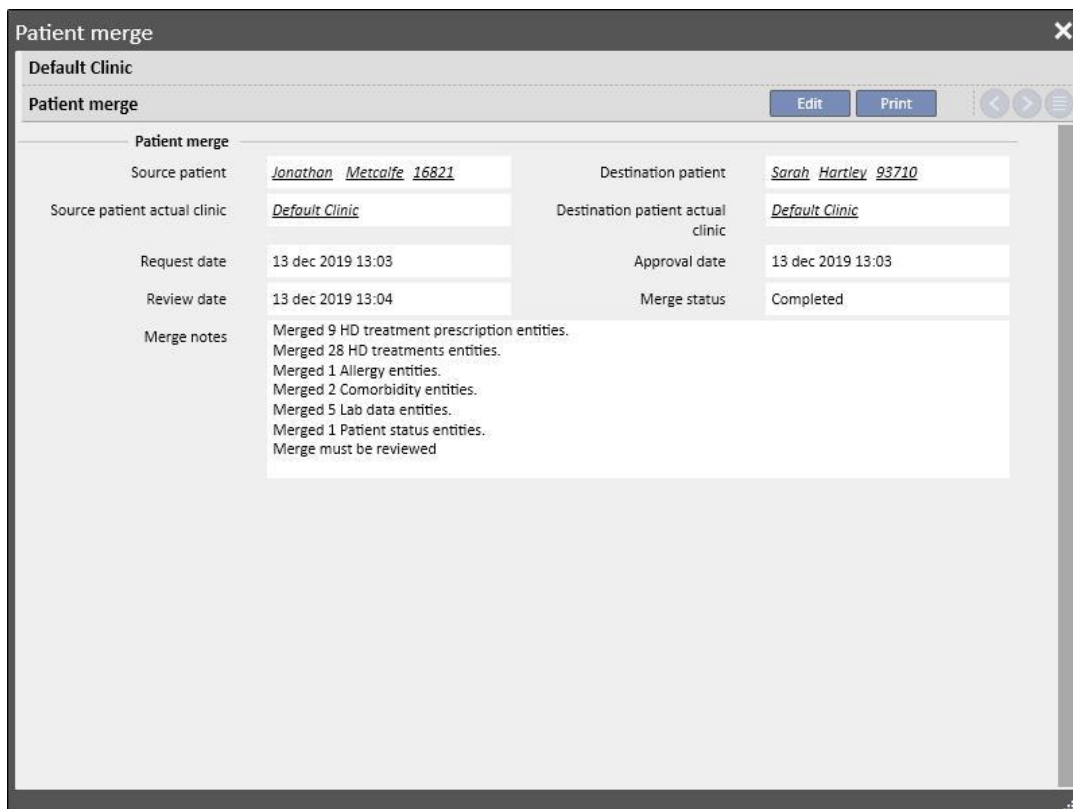 Patient merge
Default Clinic
Patient merge
Edit
Print
Patient merge
Source patient
Jonathan Metcalfe 16821
Destination patient
Sarah Hartley 93710
Source patient actual clinic
Default Clinic
Destination patient actual
clinic
Default Clinic
Request date
13 dec 2019 13:03
Approval date
13 dec 2019 13:03
Review date
13 dec 2019 13:04
Merge status
Completed
Merge notes
Merged 9 HD treatment prescription entities.
Merged 28 HD treatments entities.
Merged 1 Allergy entities.
Merged 2 Comorbidity entities.
Merged 5 Lab data entities.
Merged 1 Patient status entities.
Merge must be reviewed